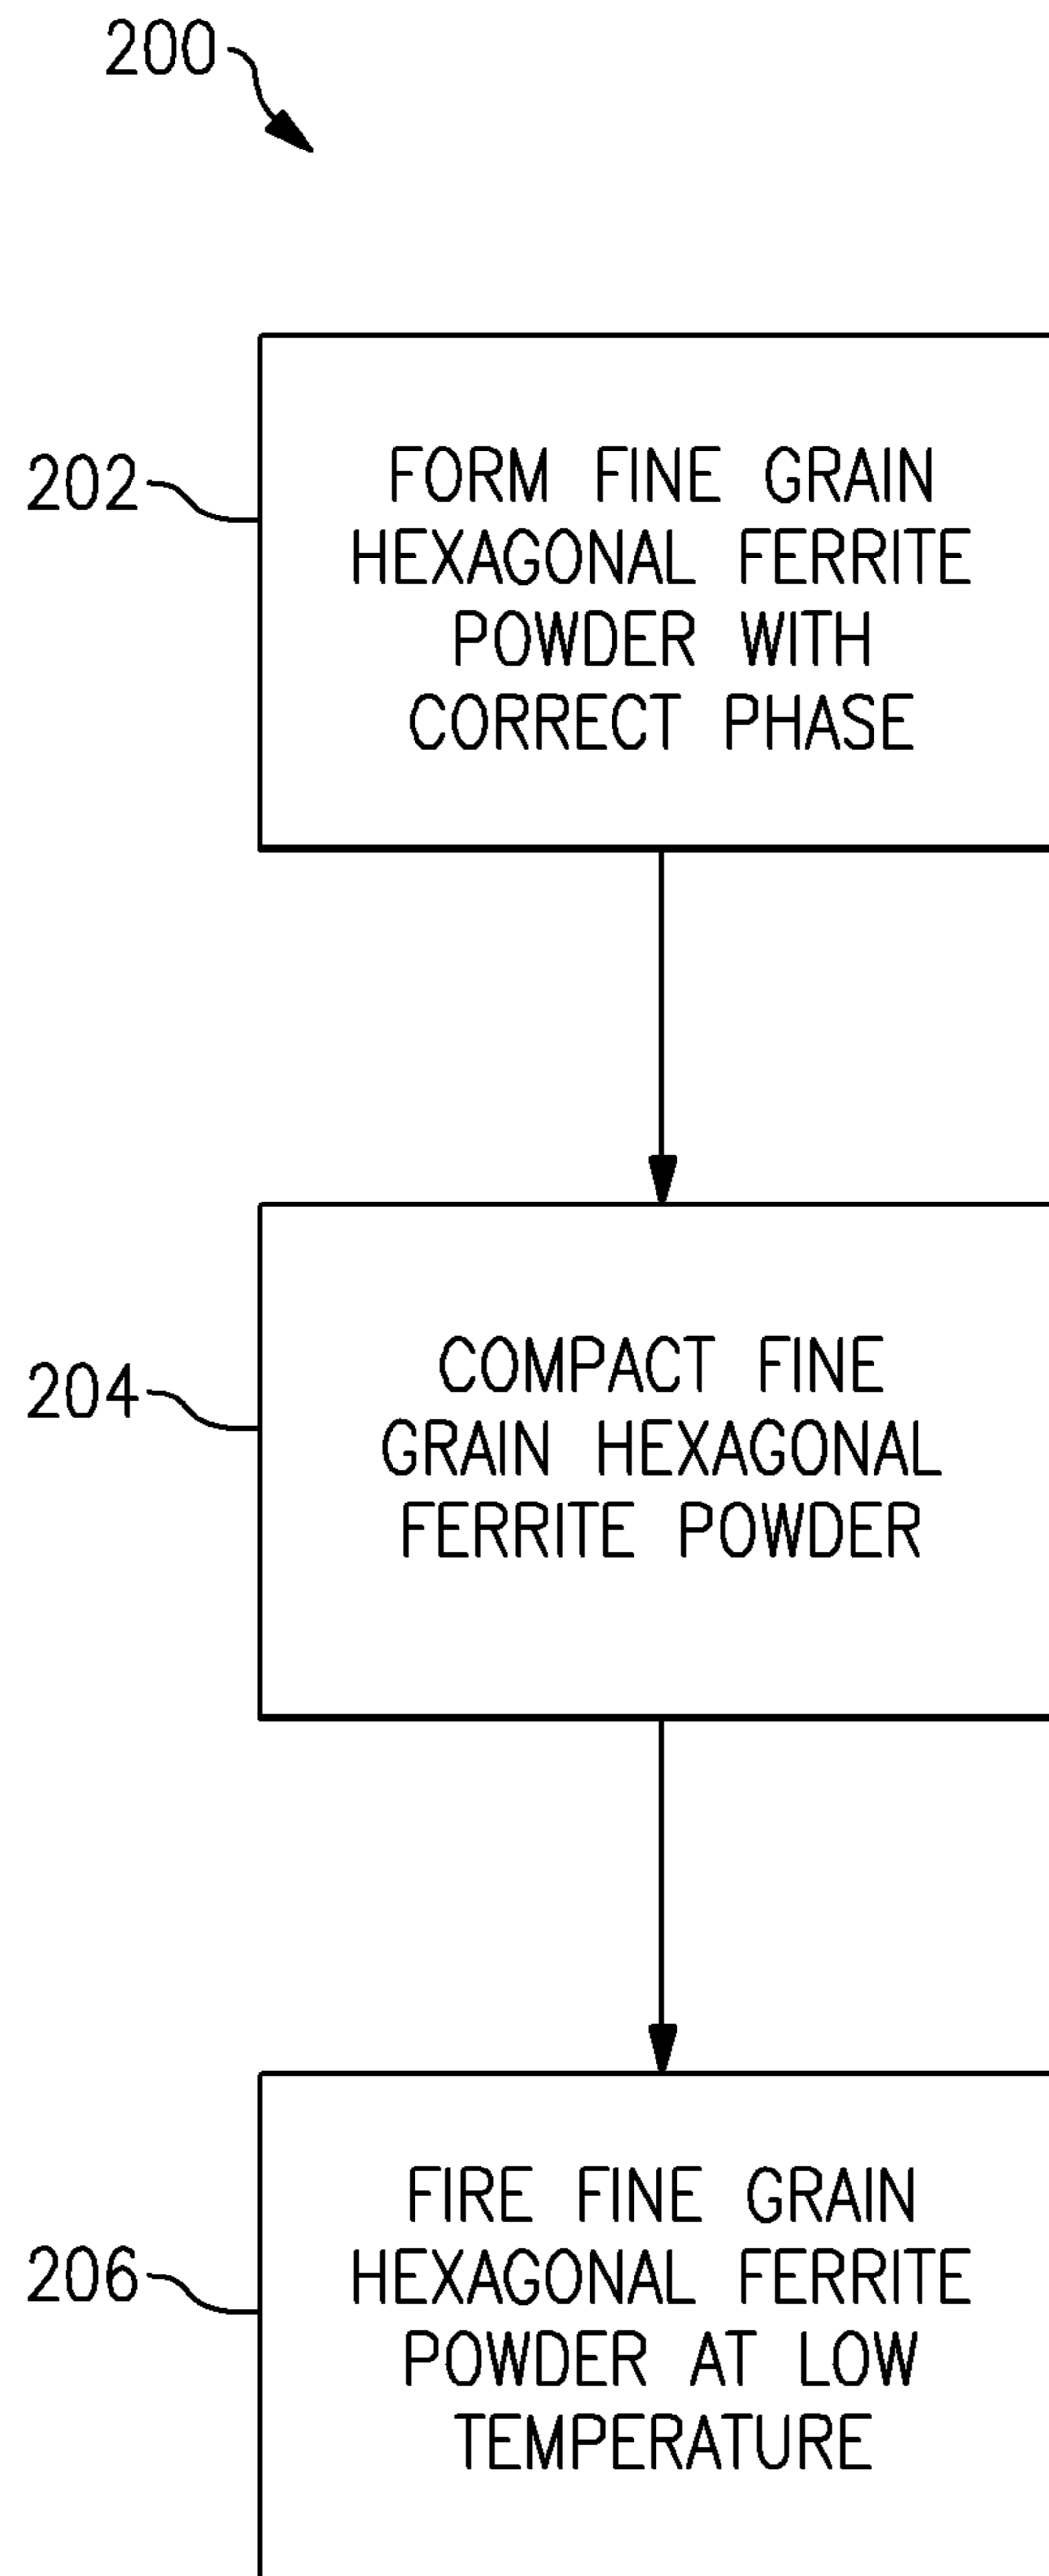 200
202
FORM FINE GRAIN
HEXAGONAL FERRITE
POWDER WITH
CORRECT PHASE
204
COMPACT FINE
GRAIN HEXAGONAL
FERRITE POWDER
206
FIRE FINE GRAIN
HEXAGONAL FERRITE
POWDER AT LOW
TEMPERATURE